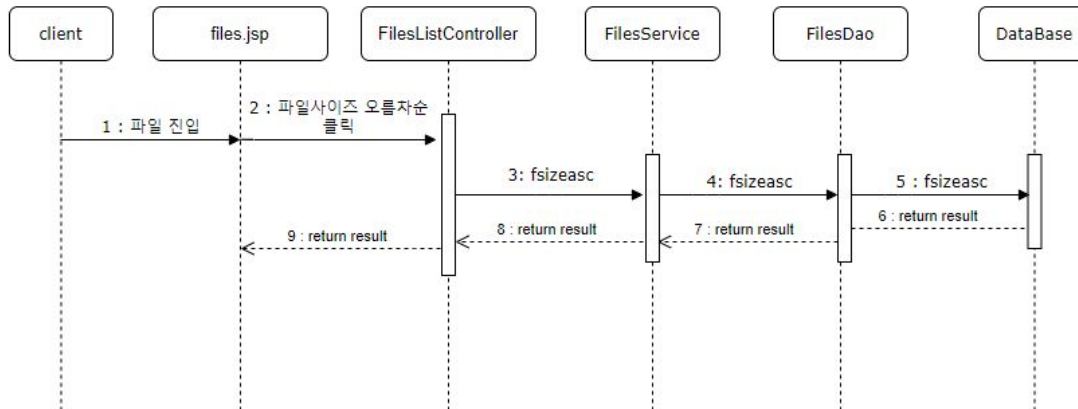 client
files.jsp
FilesListController
FilesService
FilesDao
DataBase
1 : 파일 진입
2 : 파일사이즈 오름차순
클릭
3: fsizeasc
4: fsizeasc
5 : fsizeasc
6 : return result
7 : return result
8 : return result
9 : return result